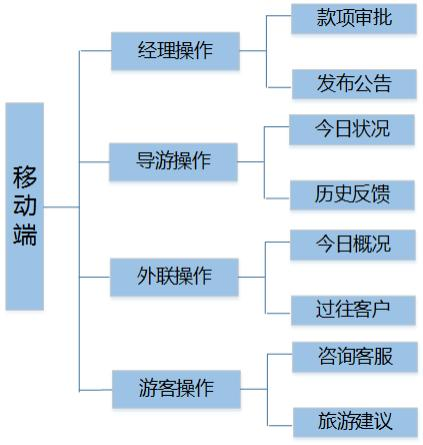 移动端
经理操作
款项审批
发布公告
导游操作
今日状况
历史反馈
外联操作
今日概况
过往客户
游客操作
咨询客服
旅游建议